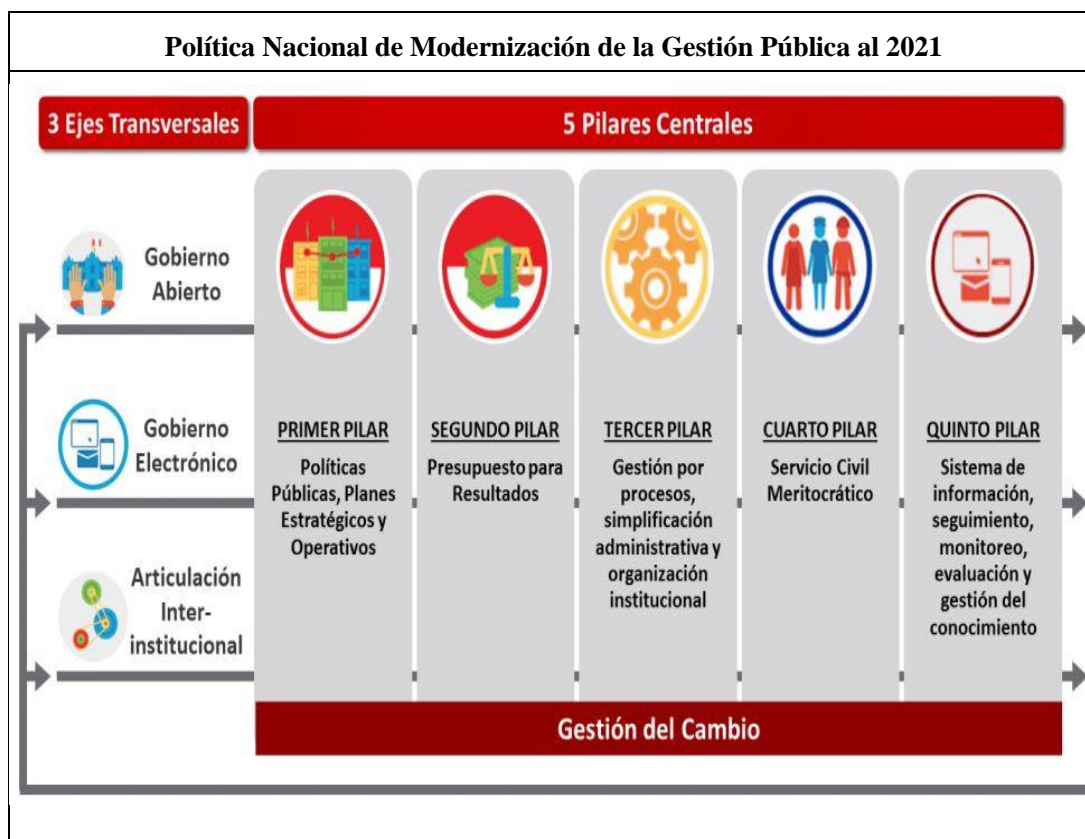 Política Nacional de Modernización de la Gestión Pública al 2021
3 Ejes Transversales
5 Pilares Centrales
Gobierno
Abierto
Gobierno
Electrónico
Articulación
Inter-
institucional
PRIMER PILAR
Políticas
Públicas, Planes
Estratégicos y
Operativos
SEGUNDO PILAR
Presupuesto para
Resultados
TERCER PILAR
Gestión por
procesos,
simplificación
administrativa y
organización
institucional
CUARTO PILAR
Servicio Civil
Meritocrático
QUINTO PILAR
Sistema de
información,
seguimiento,
monitoreo,
evaluación y
gestión del
conocimiento
Gestión del Cambio